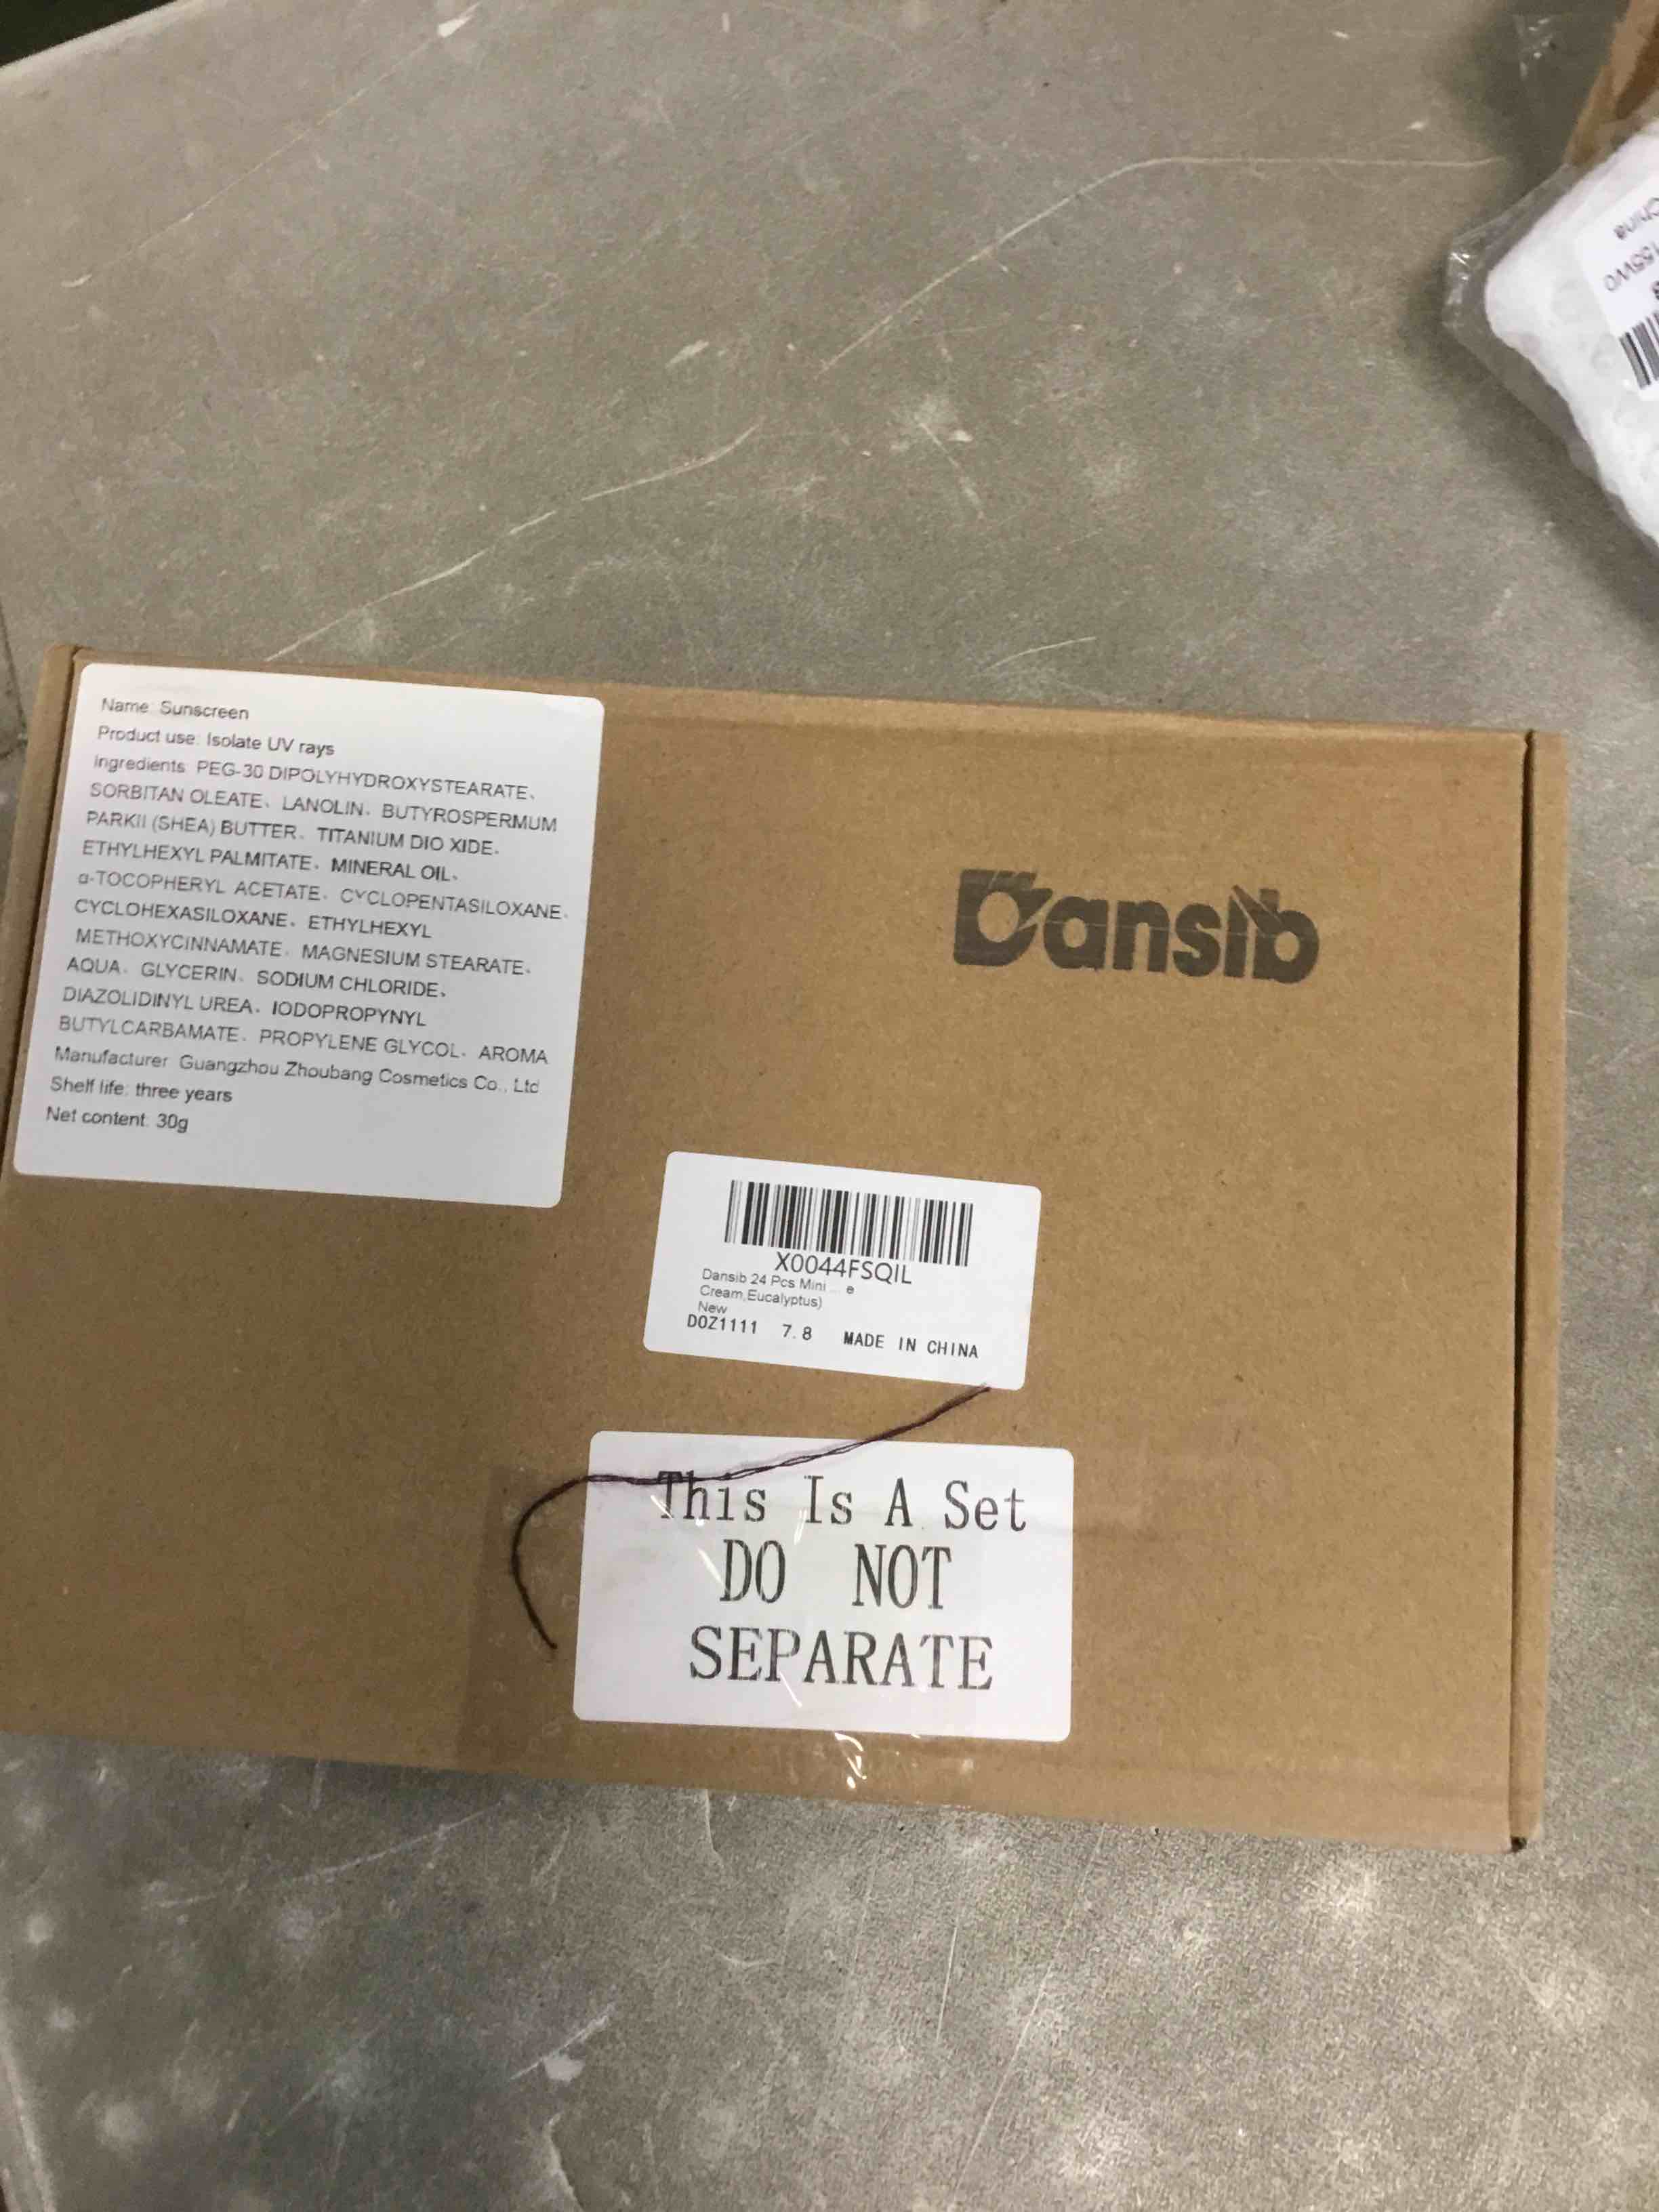 Name: Sunscreen
Product use: Isolate UV rays
Ingredients: PEG-30 DIPOLYHYDROXYSTEARATE、
SORBITAN OLEATE、LANOLIN、BUTYROSPERMUM
PARKII (SHEA) BUTTER、TITANIUM DIO XIDE、
ETHYLHEXYL PALMITATE、MINERAL OIL、
α-TOCOPHERYL ACETATE、CYCLOPENTASILOXANE、
CYCLOHEXASILOXANE、ETHYLHEXYL
METHOXYCINNAMATE、MAGNESIUM STEARATE、
AQUA、GLYCERIN、SODIUM CHLORIDE、
DIAZOLIDINYL UREA、IODOPROPYNYL
BUTYLCARBAMATE、PROPYLENE GLYCOL、AROMA
Manufacturer: Guangzhou Zhoubang Cosmetics Co., Ltd
Shelf life: three years
Net content: 30g
Dansib
X0044FSQIL
Dansib 24 Pcs Mini ... e
Cream,Eucalyptus)
New
DOZ1111 7.8 MADE IN CHINA
This Is A Set
DO NOT
SEPARATE
China